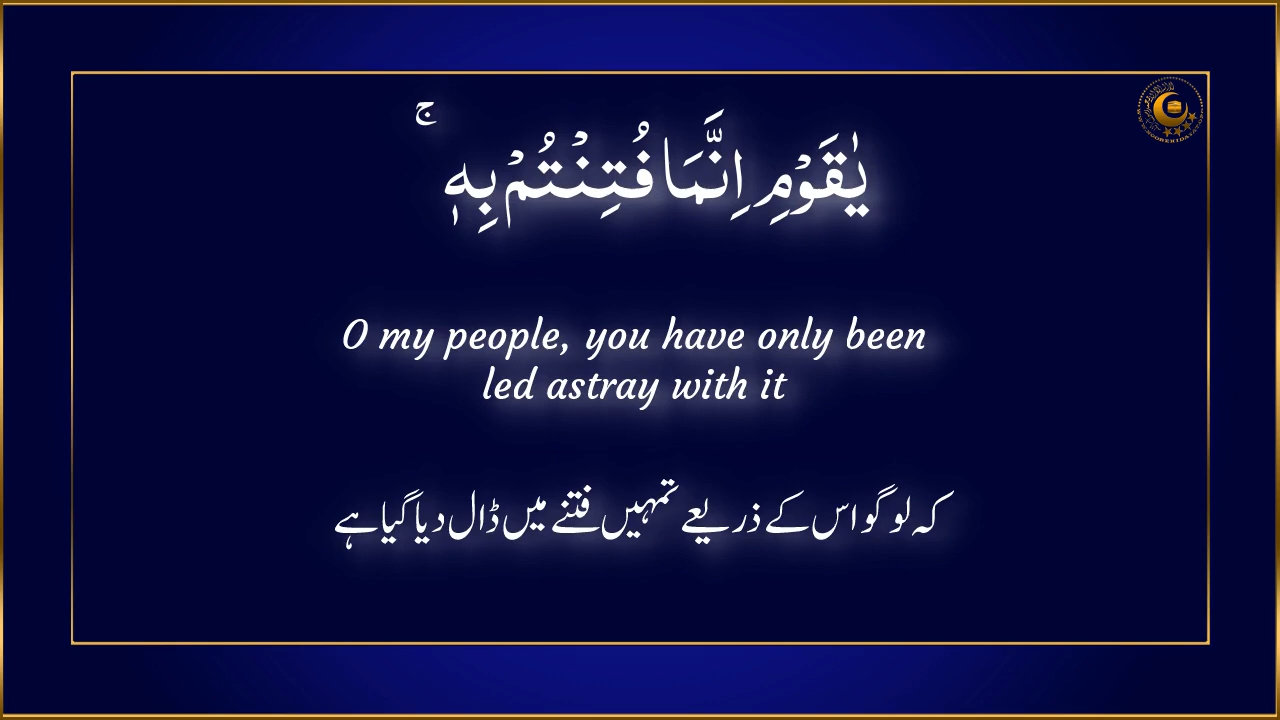 يٰقَوۡمِ اِنَّمَا فُتِنۡتُمۡ بِهٖ ۚ
O my people, you have only been
led astray with it
کہ لوگو اس کے ذریعے تمہیں فتنے میں ڈال دیا گیا ہے